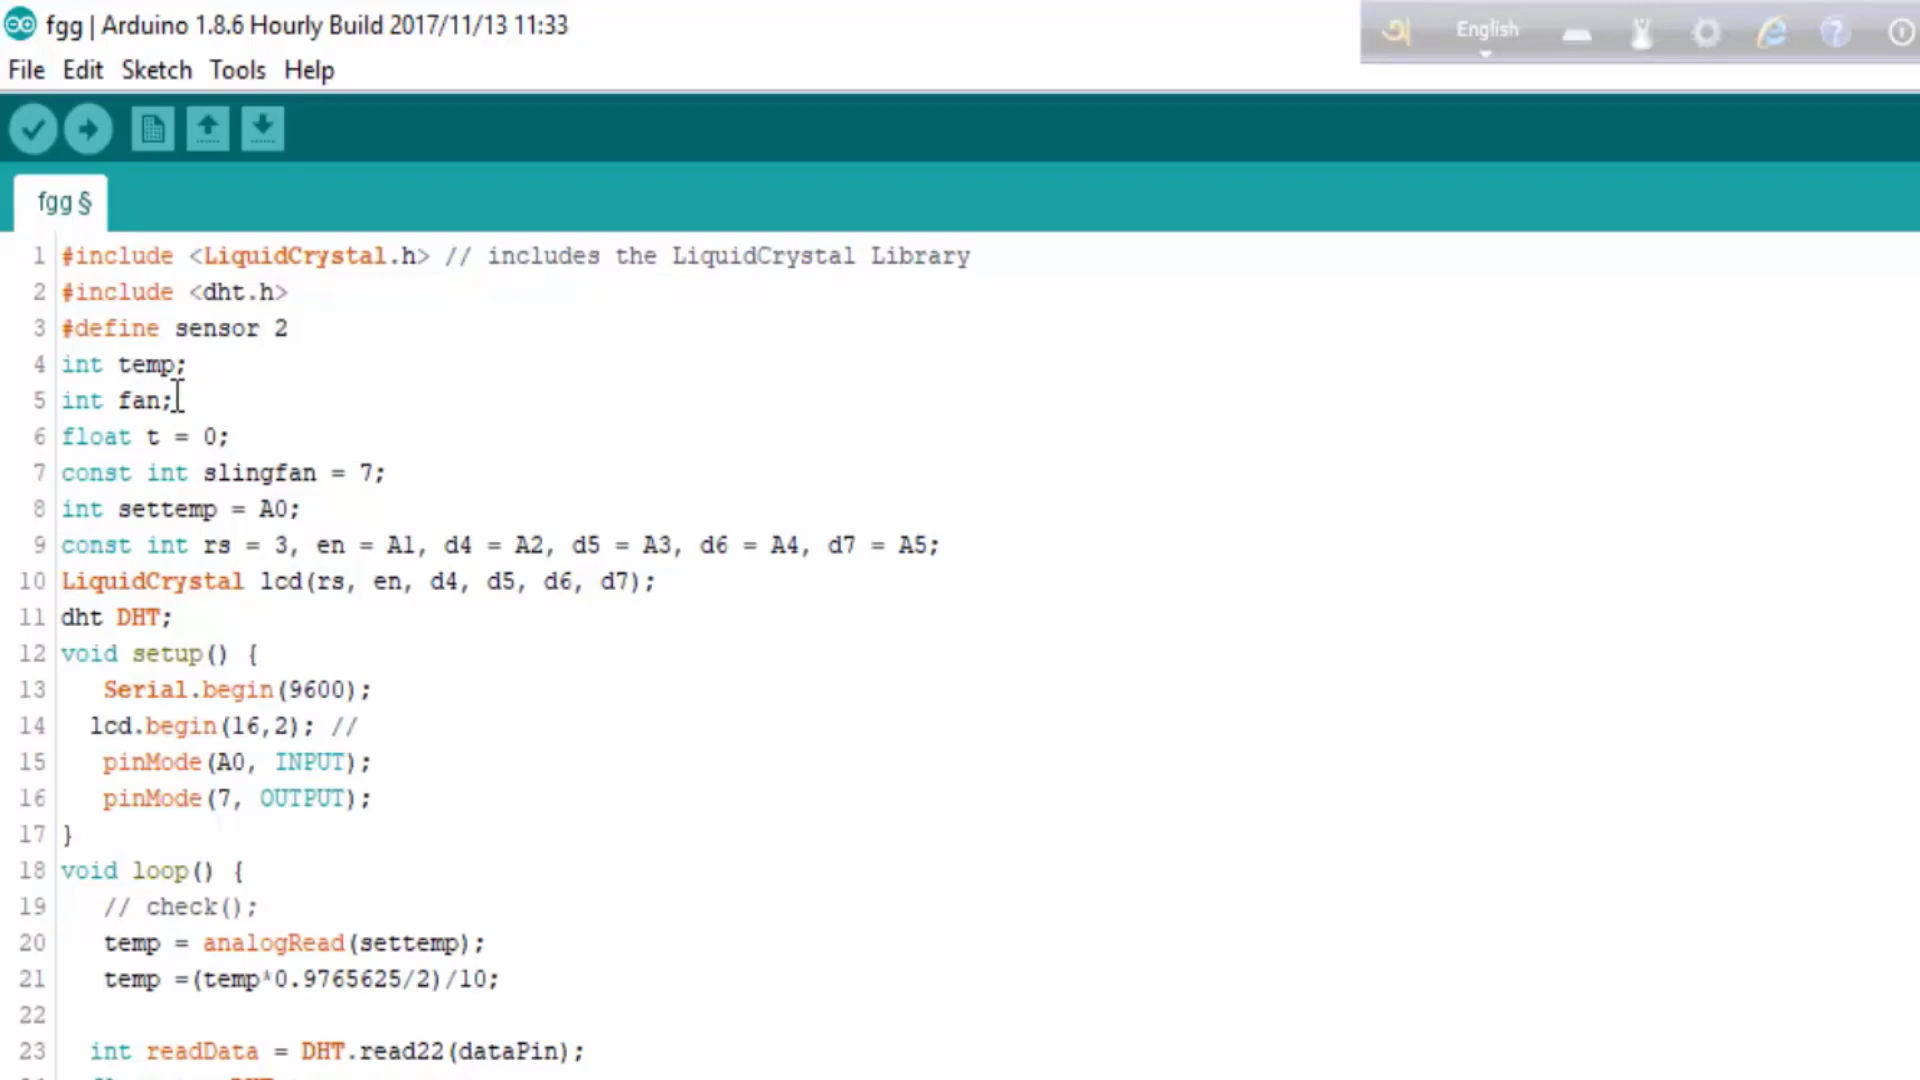 fgg | Arduino 1.8.6 Hourly Build 2017/11/13 11:33
English
File Edit Sketch Tools Help
fgg §
1 #include <LiquidCrystal.h> // includes the LiquidCrystal Library
2 #include <dht.h>
3 #define sensor 2
4 int temp;
5 int fan;
6 float t = 0;
7 const int slingfan = 7;
8 int settemp = A0;
9 const int rs = 3, en = A1, d4 = A2, d5 = A3, d6 = A4, d7 = A5;
10 LiquidCrystal lcd(rs, en, d4, d5, d6, d7);
11 dht DHT;
12 void setup() {
13 Serial.begin(9600);
14 lcd.begin(16,2); //
15 pinMode(A0, INPUT);
16 pinMode(7, OUTPUT);
17 }
18 void loop() {
19 // check();
20 temp = analogRead(settemp);
21 temp =(temp*0.9765625/2)/10;
22
23 int readData = DHT.read22(dataPin);